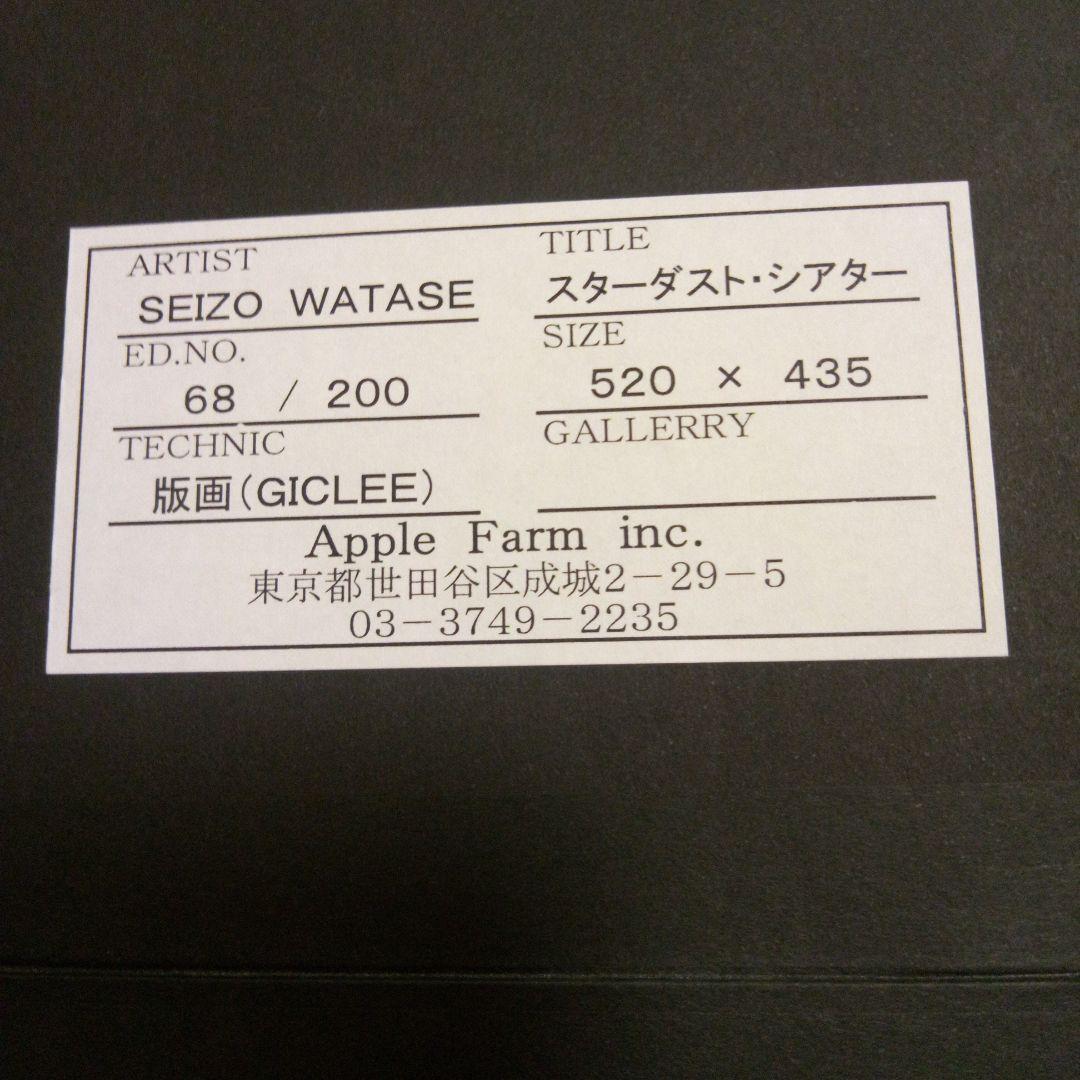 ARTIST
SEIZO WATASE
TITLE
スターダスト・シアター
ED.NO.
68 / 200
SIZE
520 × 435
TECHNIC
版画(GICLEE)
GALLERRY
Apple Farm inc.
東京都世田谷区成城2-29-5
03-3749-2235